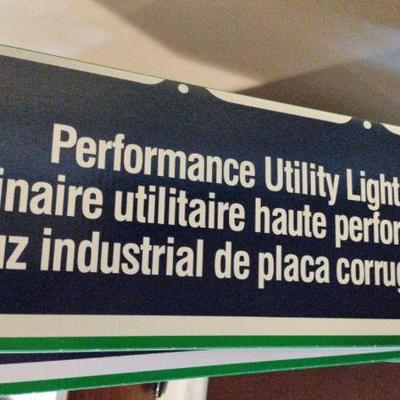 Performance Utility Light
inaire utilitaire haute perfor
uz industrial de placa corrug